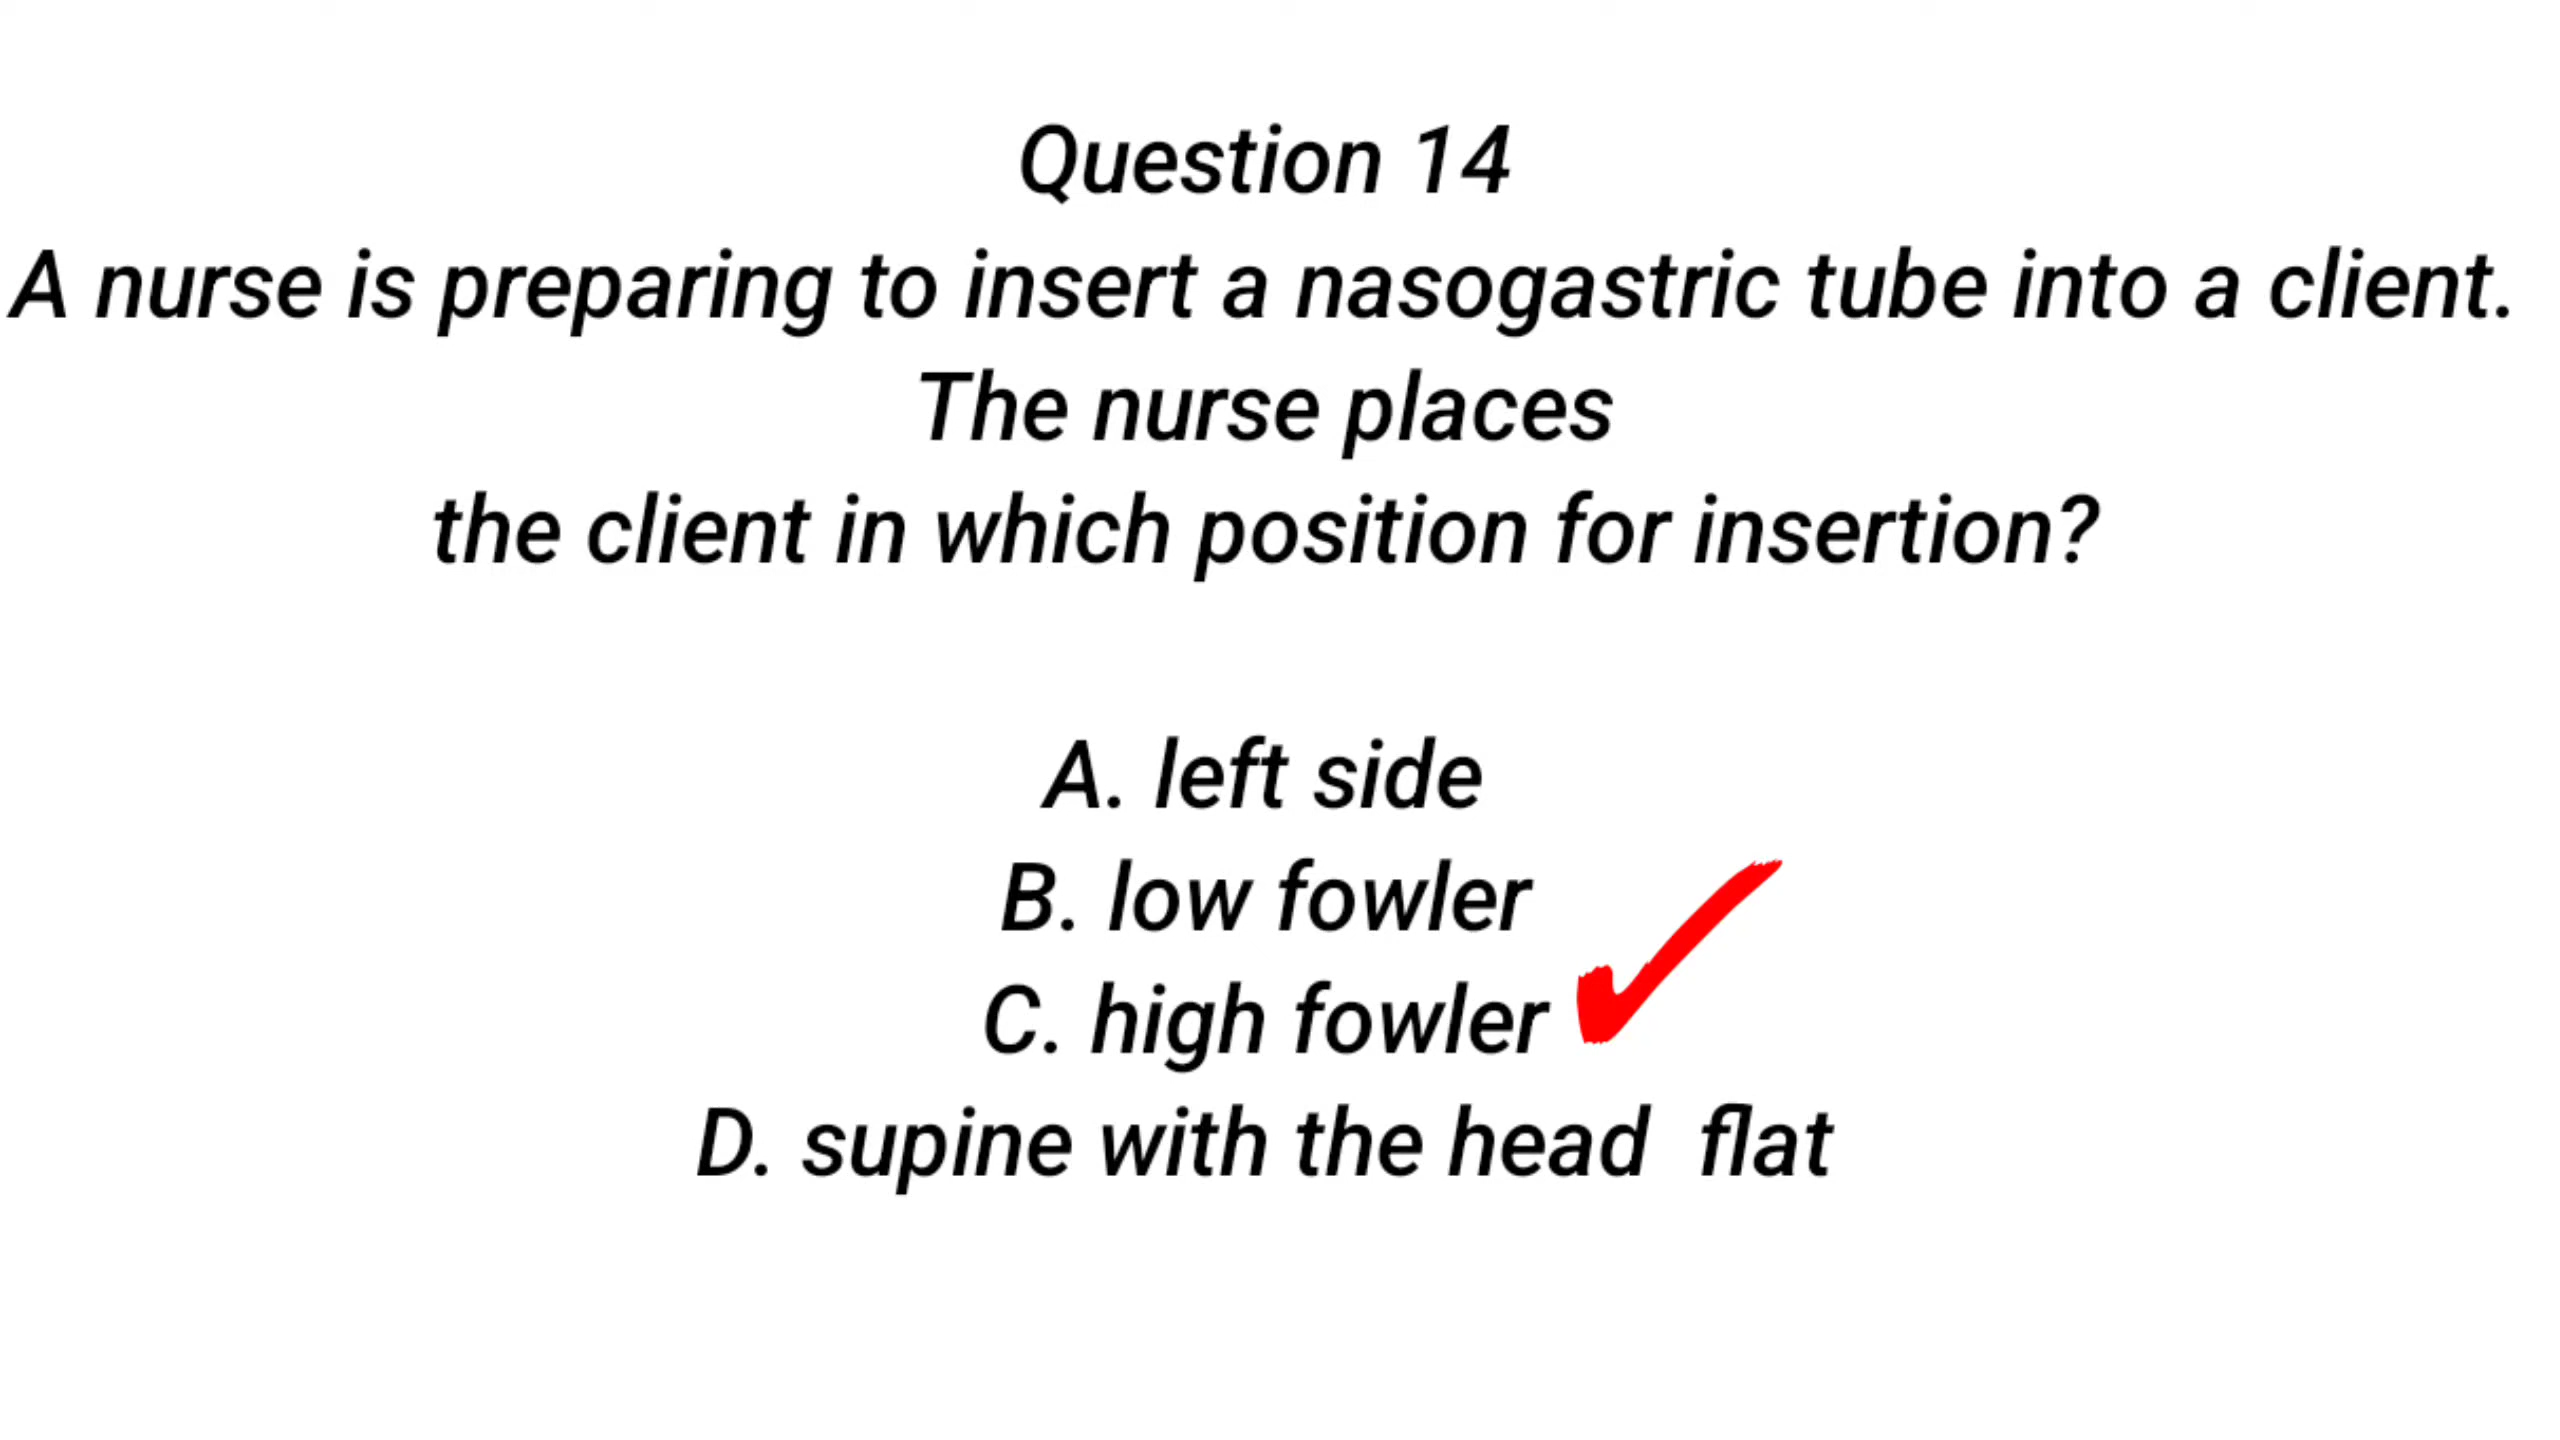 Question 14
A nurse is preparing to insert a nasogastric tube into a client.
The nurse places
the client in which position for insertion?
A. left side
B. low fowler
C. high fowler
D. supine with the head  flat